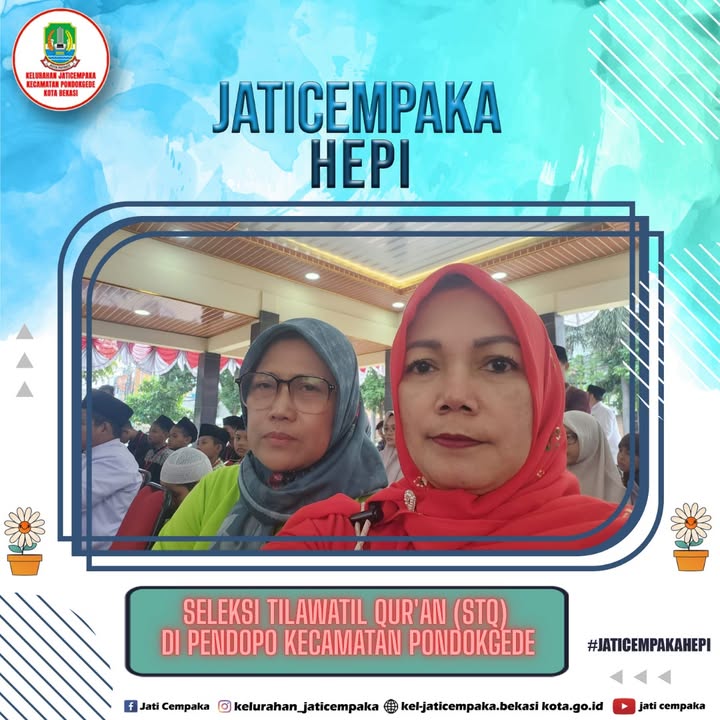 KELURAHAN JATICEMPAKA
KECAMATAN PONDOKGEDE
KOTA BEKASI
JATICEMPAKA
HEPI
SELEKSI TILAWATIL QUR'AN (STQ)
DI PENDOPO KECAMATAN PONDOKGEDE
#JATICEMPAKAHEPI
Jati Cempaka kelurahan_jaticempaka kel-jaticempaka.bekasi kota.go.id jati cempaka